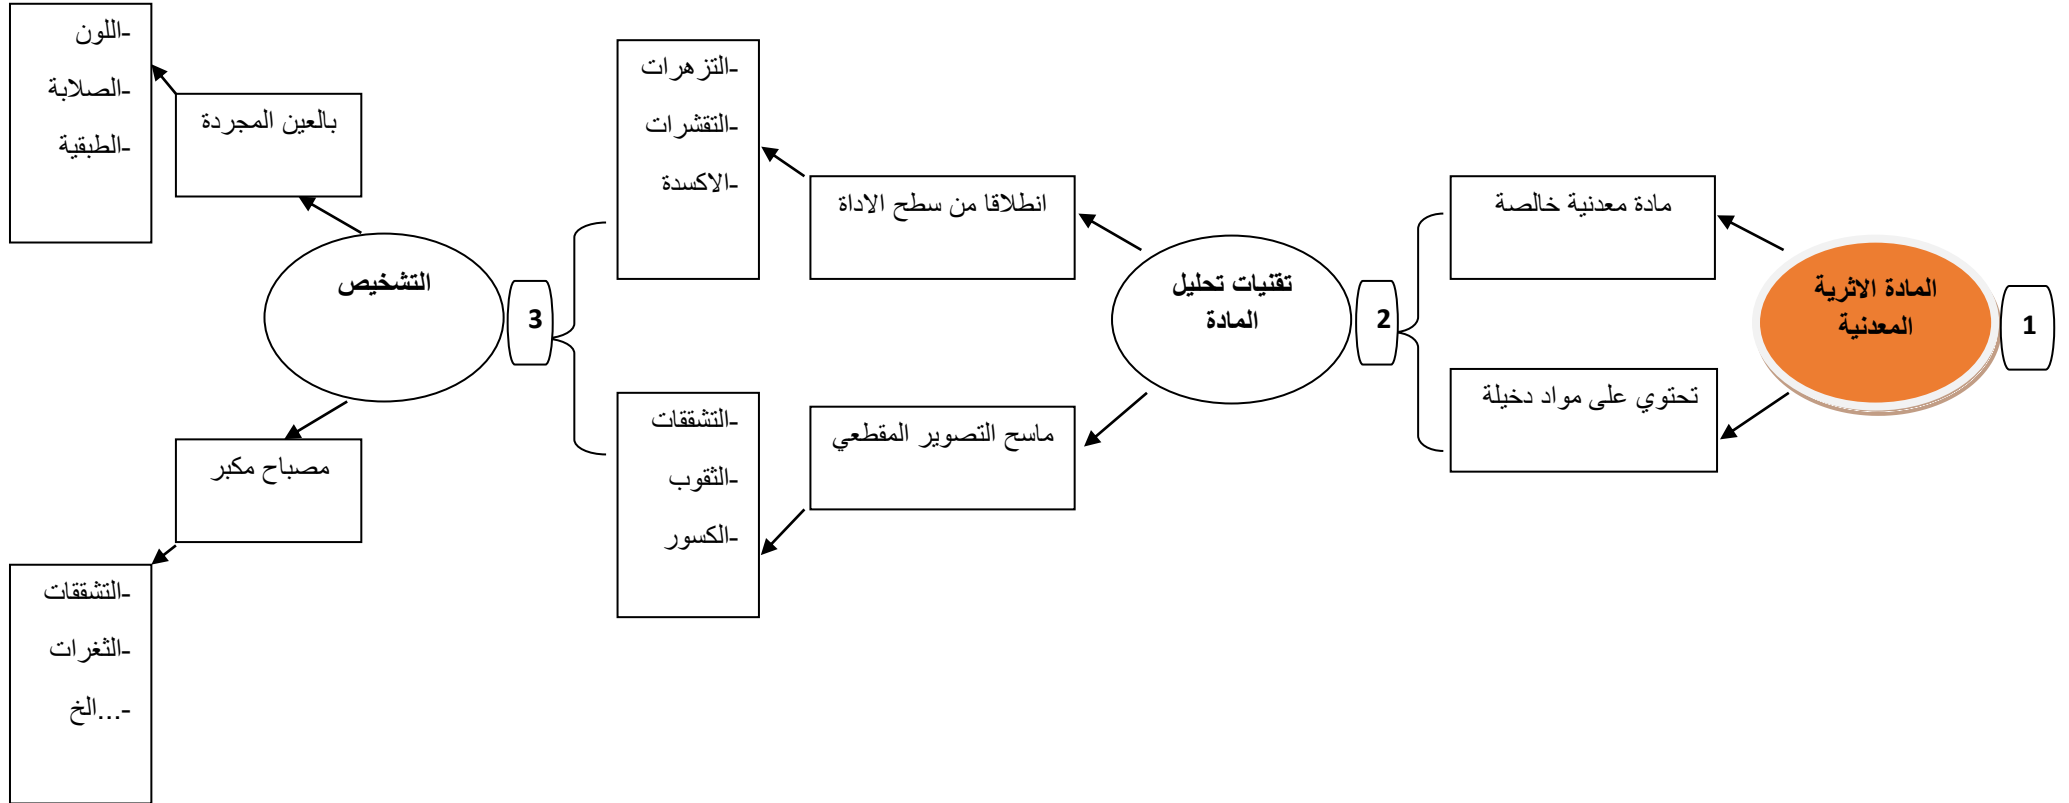 1
المادة الاثرية
المعدنية
مادة معدنية خالصة
تحتوي على مواد دخيلة
2
تقنيات تحليل
المادة
انطلاقا من سطح الاداة
-التزهرات
-التقشرات
-الاكسدة
ماسح التصوير المقطعي
-التشققات
-الثقوب
-الكسور
3
التشخيص
بالعين المجردة
-اللون
-الصلابة
-الطبقية
مصباح مكبر
-التشققات
-الثغرات
-...الخ